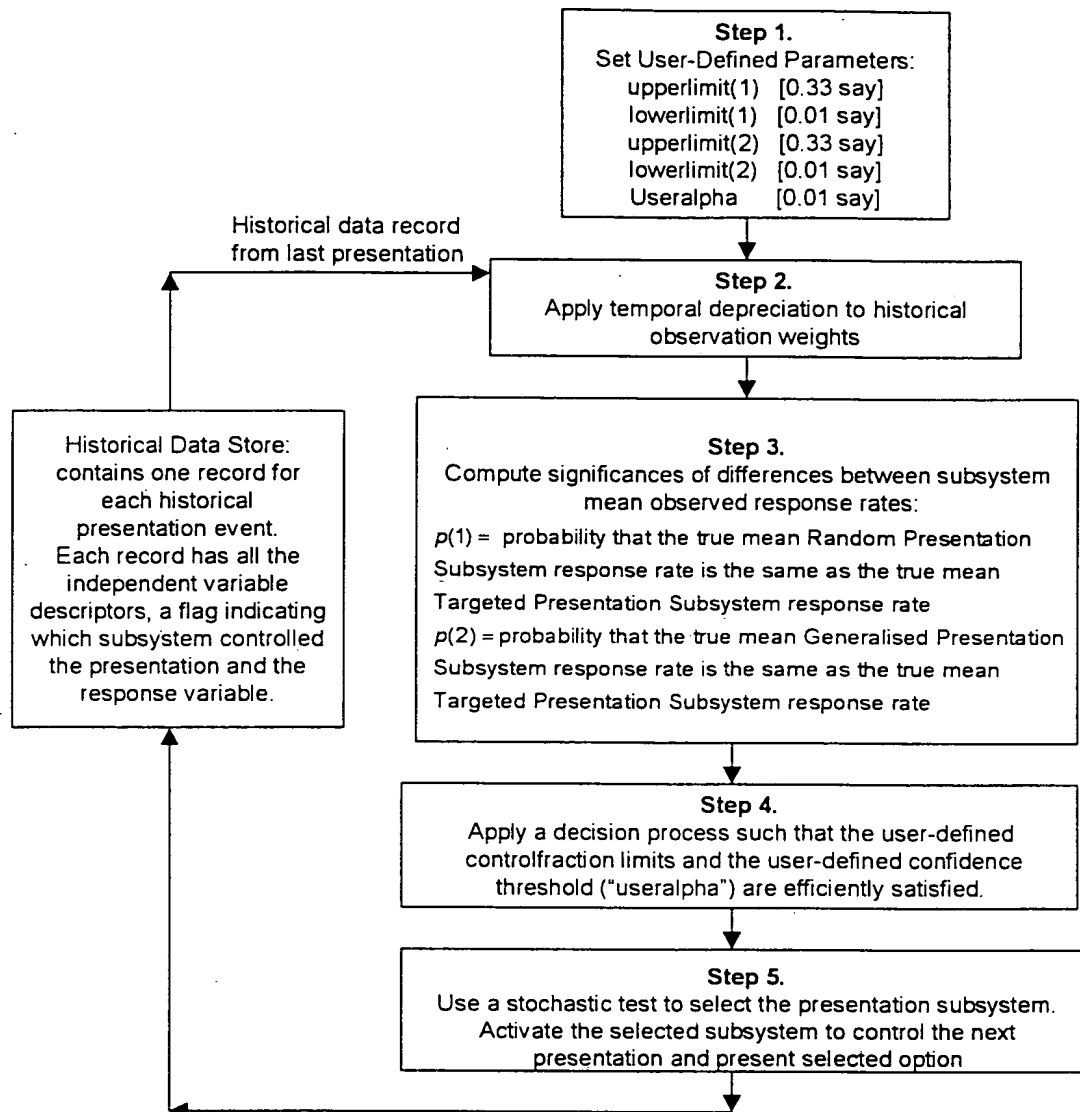 Step 1.
Set User-Defined Parameters:
upperlimit(1) [0.33 say]
lowerlimit(1) [0.01 say]
upperlimit(2) [0.33 say]
lowerlimit(2) [0.01 say]
Useralpha [0.01 say]
Historical data record
from last presentation
Step 2.
Apply temporal depreciation to historical
observation weights
Historical Data Store:
contains one record for
each historical
presentation event.
Each record has all the
independent variable
descriptors, a flag indicating
which subsystem controlled
the presentation and the
response variable.
Step 3.
Compute significances of differences between subsystem
mean observed response rates:
p(1) = probability that the true mean Random Presentation
Subsystem response rate is the same as the true mean
Targeted Presentation Subsystem response rate
p(2) = probability that the true mean Generalised Presentation
Subsystem response rate is the same as the true mean
Targeted Presentation Subsystem response rate
Step 4.
Apply a decision process such that the user-defined
controlfraction limits and the user-defined confidence
threshold ("useralpha") are efficiently satisfied.
Step 5.
Use a stochastic test to select the presentation subsystem.
Activate the selected subsystem to control the next
presentation and present selected option